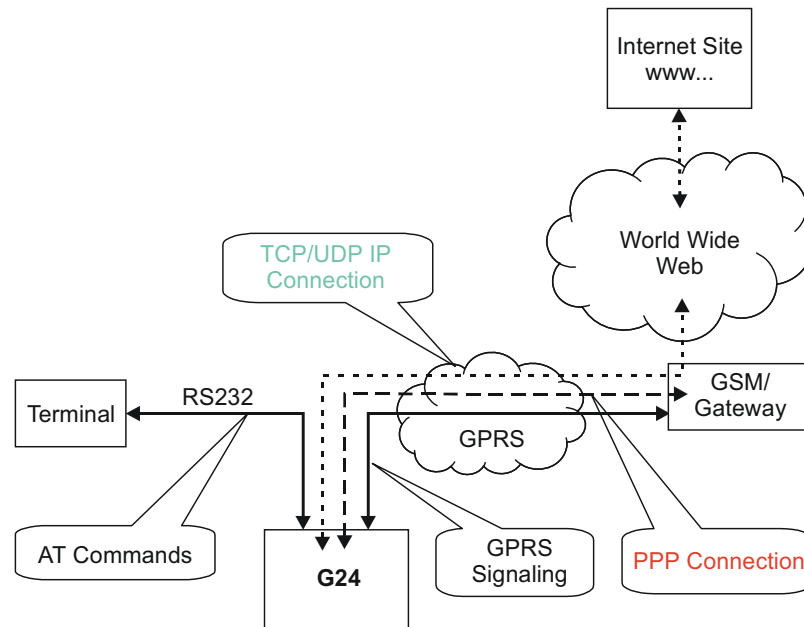 Internet Site
www...
World Wide
Web
TCP/UDP IP
Connection
RS232
Terminal
GSM/
Gateway
GPRS
AT Commands
G24
GPRS
Signaling
PPP Connection